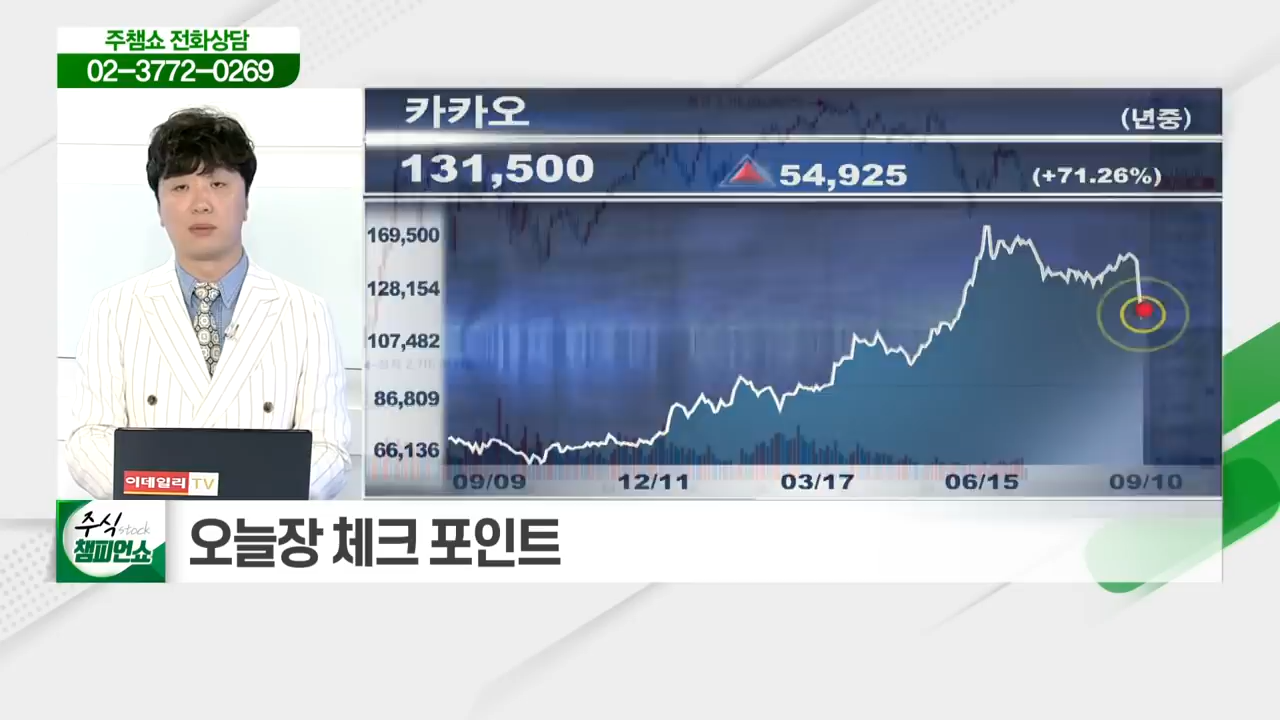 주챔쇼 전화상담
02-3772-0269
카카오
(년중)
131,500
54,925
(+71.26%)
169,500
128,154
107,482
86,809
66,136
09/09
12/11
03/17
06/15
09/10
이데일리TV
주식
stock
챔피언쇼
오늘장 체크 포인트